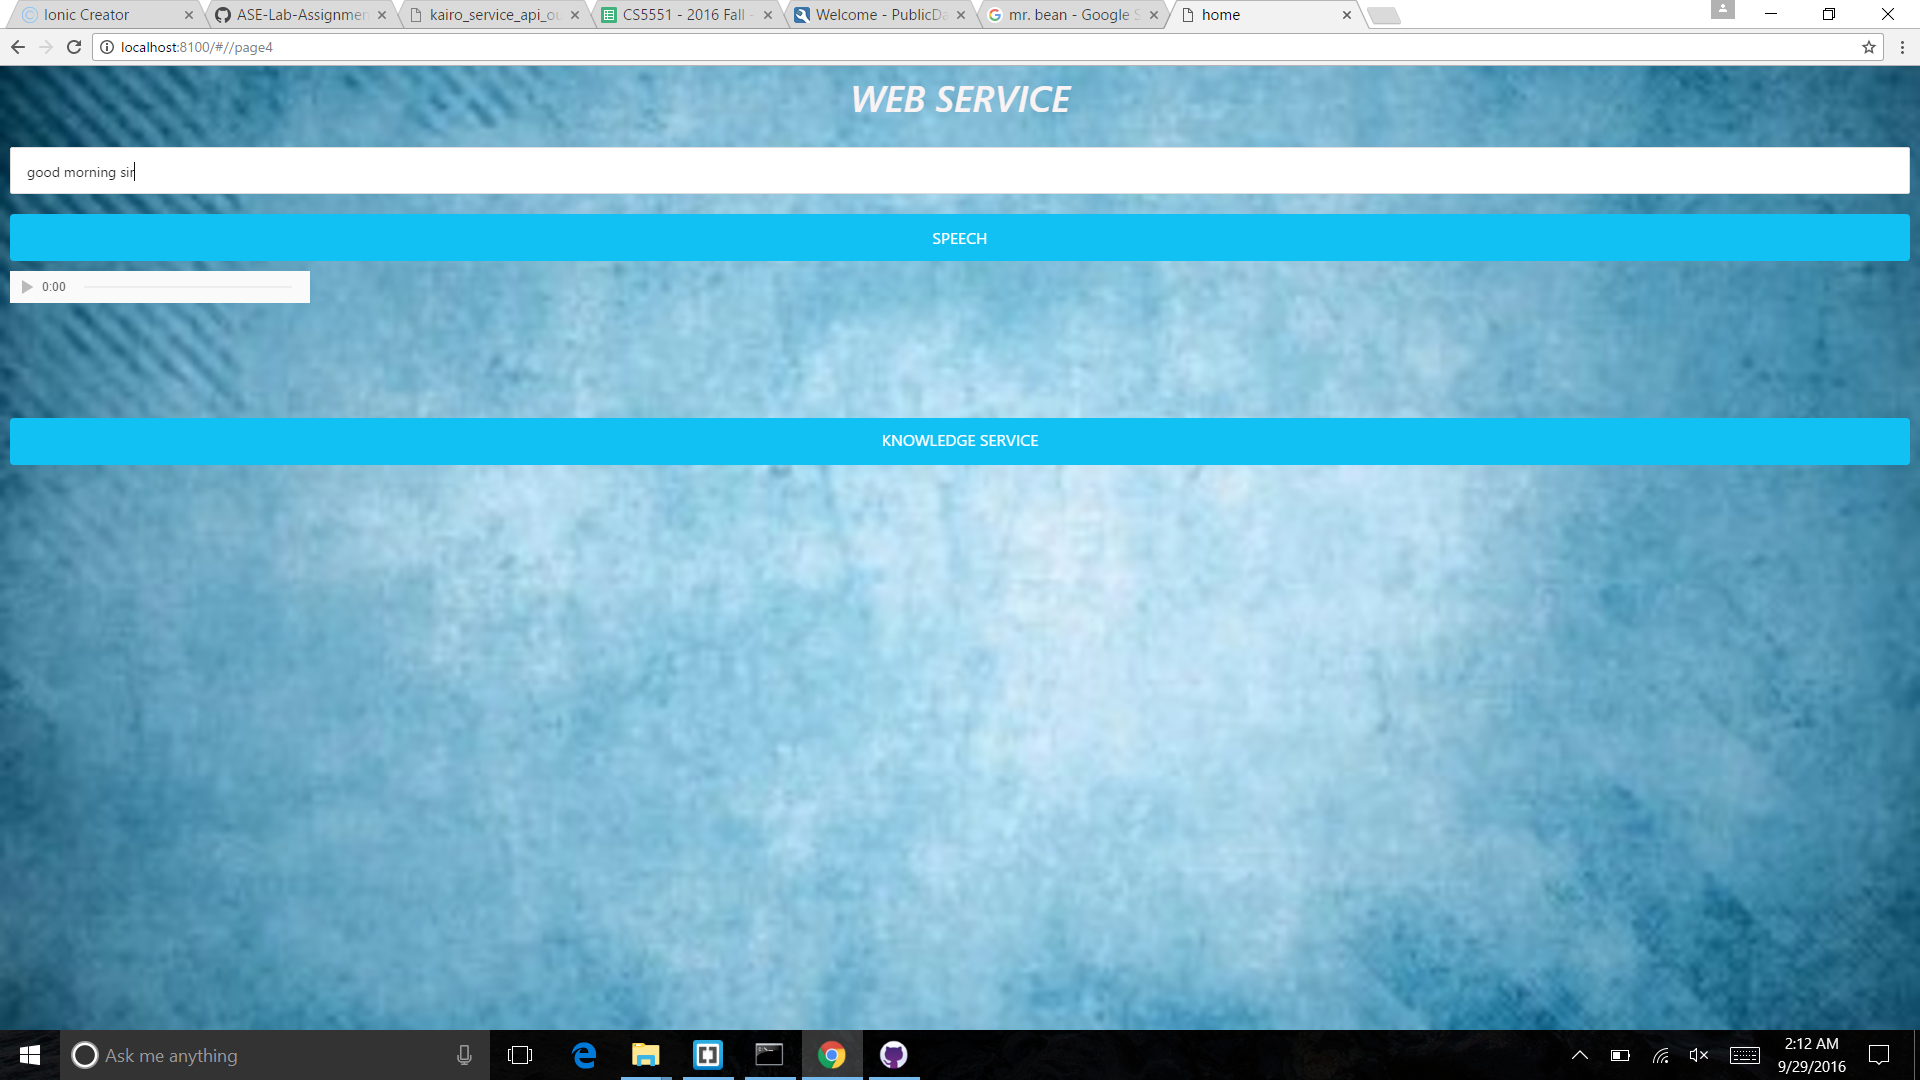 Ionic Creator
ASE-Lab-Assignmen
kairo_service_api_ou
CS5551 - 2016 Fall -
Welcome - PublicDa
mr. bean - Google S
home
localhost:8100/#//page4
WEB SERVICE
good morning sir
SPEECH
0:00
KNOWLEDGE SERVICE
Ask me anything
2:12 AM
9/29/2016